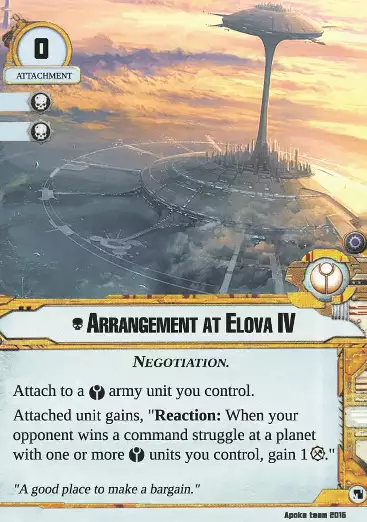 0
ATTACHMENT
ARRANGEMENT AT ELOVA IV
NEGOTIATION.
Attach to a army unit you control.
Attached unit gains, "Reaction: When your
opponent wins a command struggle at a planet
with one or more units you control, gain 1 ."
"A good place to make a bargain."
Apoka team 2016